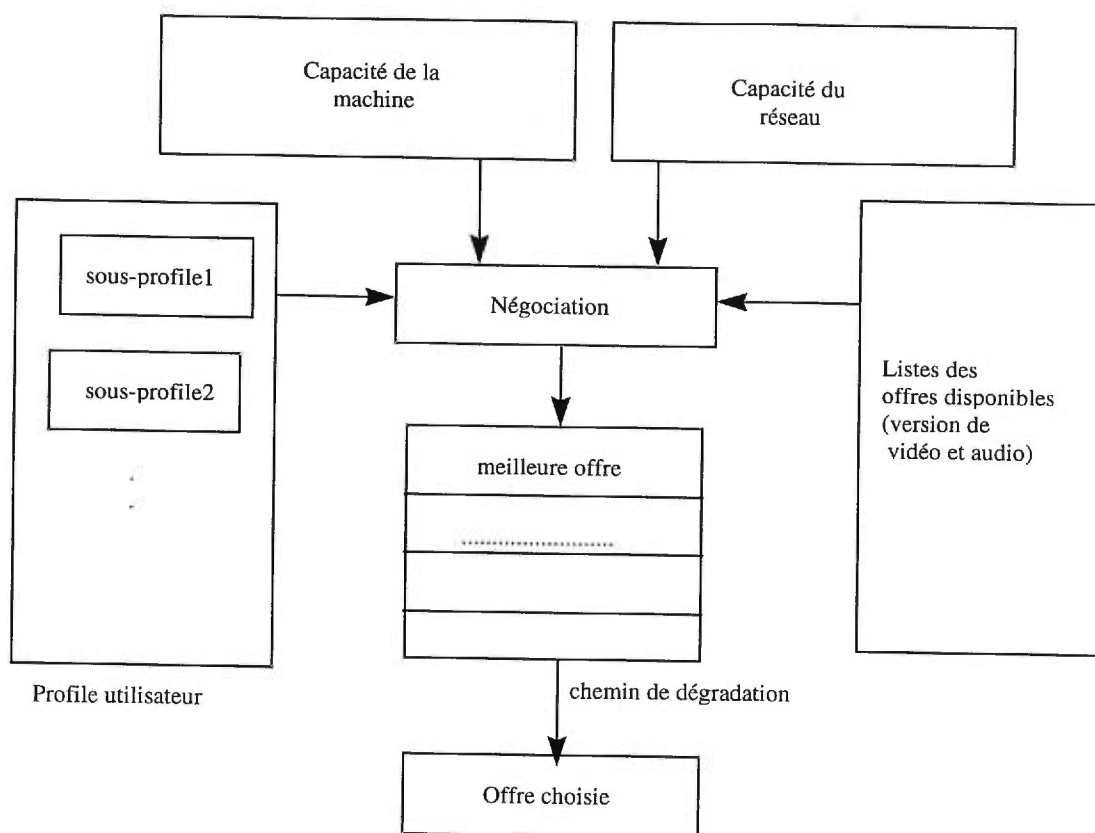 Capacité de la
machine
Capacité du
réseau
sous-profile1
sous-profile2
Négociation
Listes des
offres disponibles
(version de
vidéo et audio)
meilleure offre
........................
Profile utilisateur
chemin de dégradation
Offre choisie